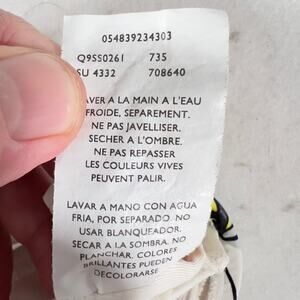 054839234303
Q9SS0261 735
SU 4332 708640
AVER A LA MAIN A L'EAU
FROIDE, SEPAREMENT.
NE PAS JAVELLISER.
SECHER A L'OMBRE.
NE PAS REPASSER
LES COULEURS VIVES
PEUVENT PALIR.
LAVAR A MANO CON AGUA
FRIA, POR SEPARADO. NO
USAR BLANQUEADOR.
SECAR A LA SOMBRA. NO
PLANCHAR. COLORES
BRILLANTES PUEDEN
DECOLORARSE